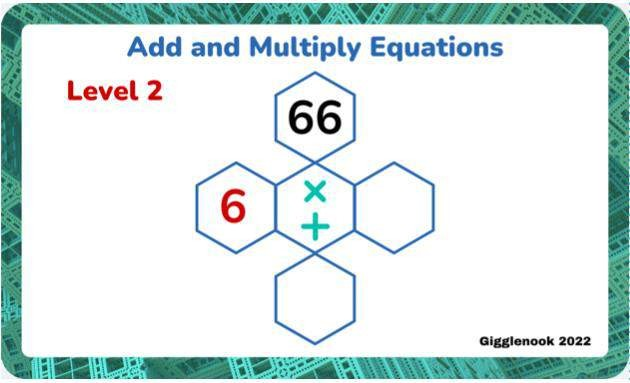 Add and Multiply Equations
Level 2
66
6
×
+
Gigglenook 2022